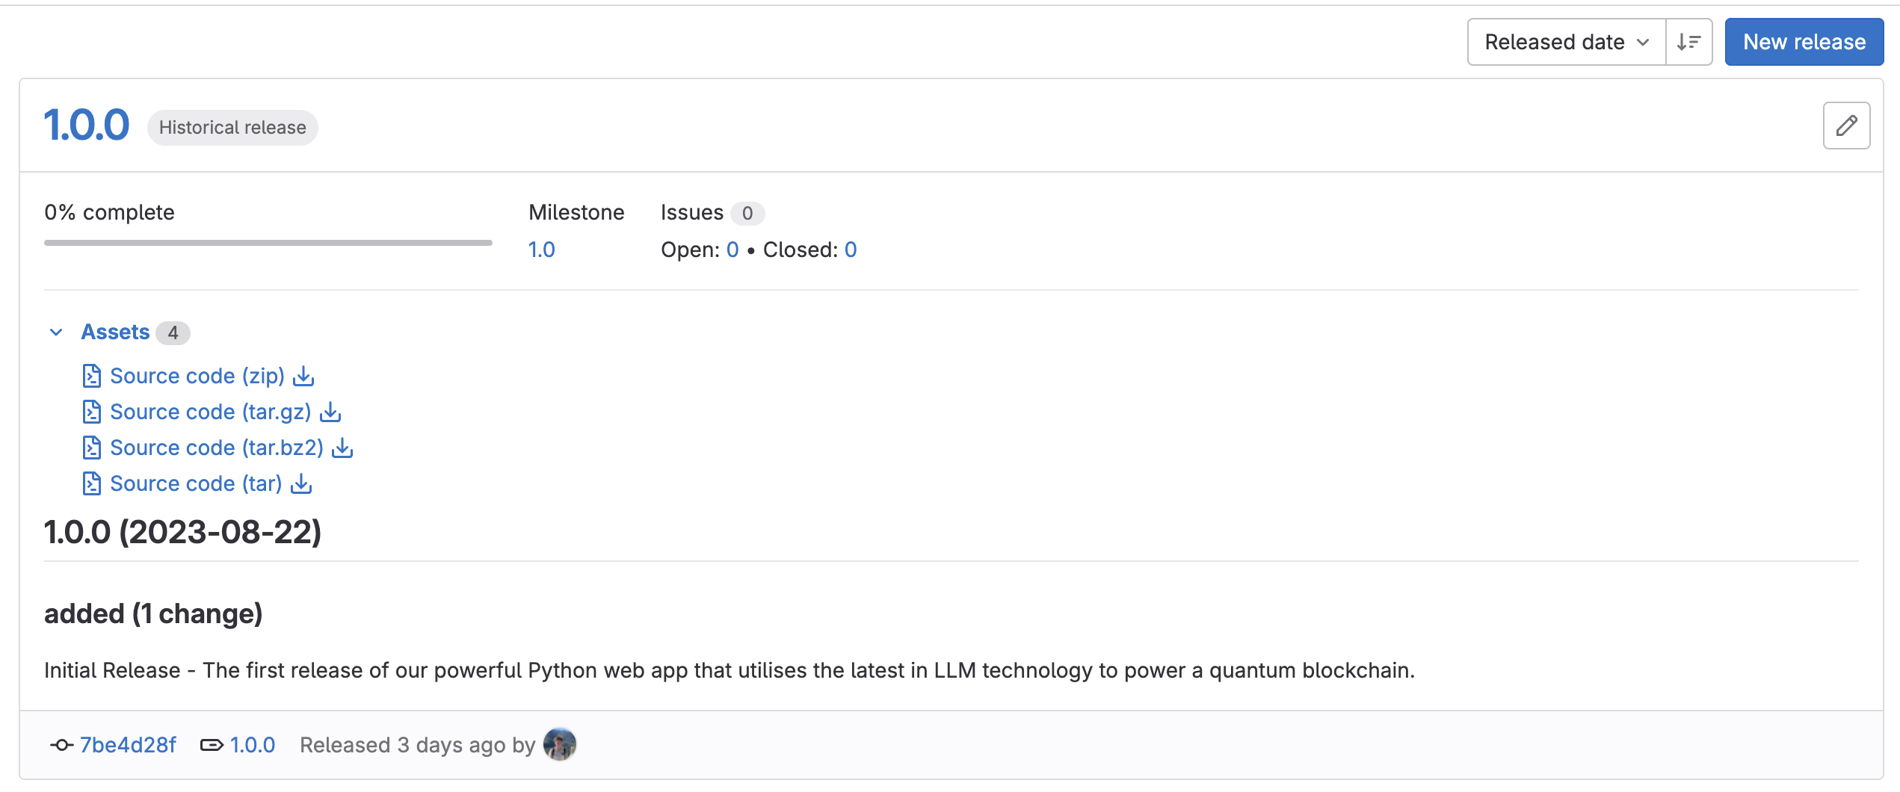 Released date
New release
1.0.0 Historical release
0% complete
Milestone
1.0
Issues 0
Open: 0 • Closed: 0
Assets 4
Source code (zip)
Source code (tar.gz)
Source code (tar.bz2)
Source code (tar)
1.0.0 (2023-08-22)
added (1 change)
Initial Release - The first release of our powerful Python web app that utilises the latest in LLM technology to power a quantum blockchain.
7be4d28f 1.0.0 Released 3 days ago by